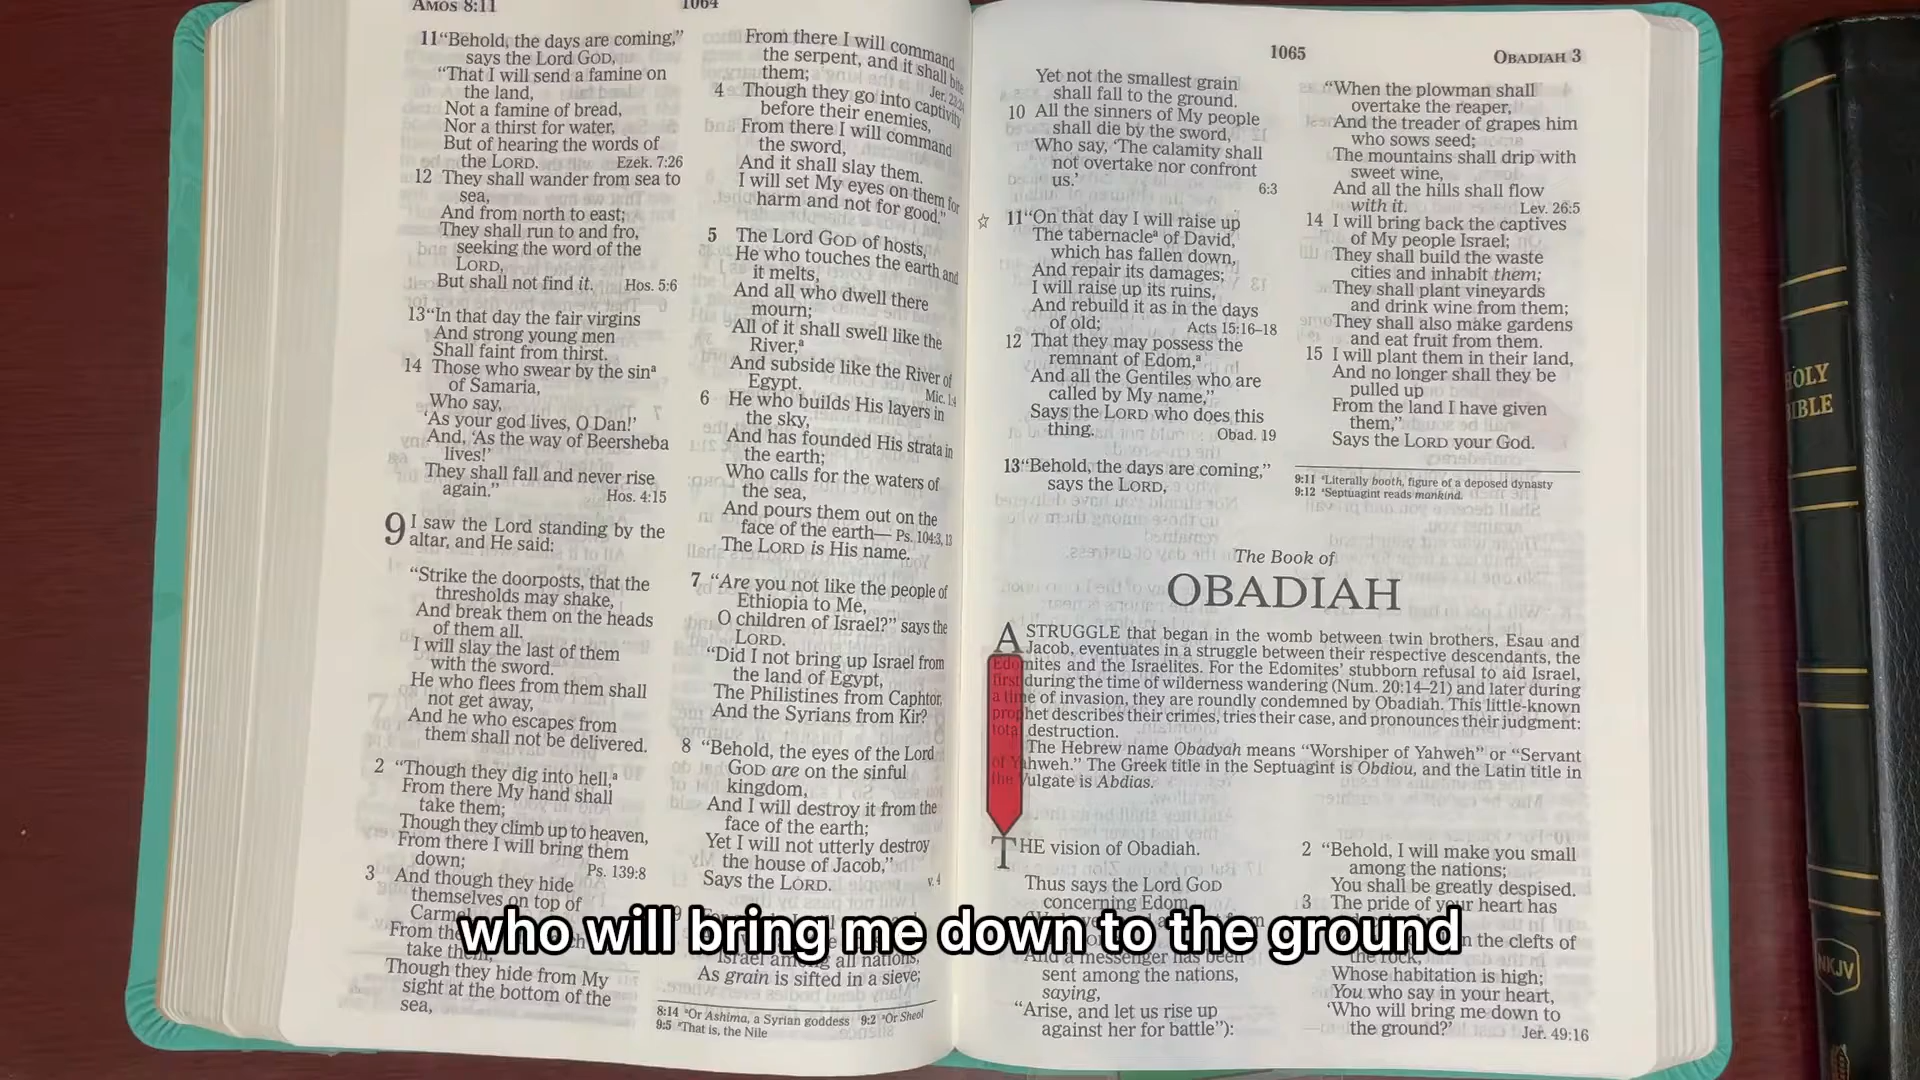 AMOS 8:11
1064
11 “Behold, the days are coming,”
says the Lord GOD,
“That I will send a famine on
the land,
Not a famine of bread,
Nor a thirst for water,
But of hearing the words of
the LORD. Ezek. 7:26
12 They shall wander from sea to
sea,
And from north to east;
They shall run to and fro,
seeking the word of the
LORD,
But shall not find it. Hos. 5:6
13 “In that day the fair virgins
And strong young men
Shall faint from thirst.
14 Those who swear by the sinª
of Samaria,
Who say,
‘As your god lives, O Dan!’
And, ‘As the way of Beersheba
lives!’
They shall fall and never rise
again.” Hos. 4:15
9 I saw the Lord standing by the
altar, and He said:
“Strike the doorposts, that the
thresholds may shake,
And break them on the heads
of them all.
I will slay the last of them
with the sword.
He who flees from them shall
not get away,
And he who escapes from
them shall not be delivered.
2 “Though they dig into hell,ª
From there My hand shall
take them;
Though they climb up to heaven,
From there I will bring them
down; Ps. 139:8
3 And though they hide
themselves on top of
Carmel
From the
take them;
Though they hide from My
sight at the bottom of the
sea,
From there I will command
the serpent, and it shall bite
them; Jer. 23:24
4 Though they go into captivity
before their enemies,
From there I will command
the sword,
And it shall slay them.
I will set My eyes on them for
harm and not for good.”
5 The Lord GOD of hosts,
He who touches the earth and
it melts,
And all who dwell there
mourn;
All of it shall swell like the
River,ª
And subside like the River of
Egypt. Mic. 1:4
6 He who builds His layers in
the sky,
And has founded His strata in
the earth;
Who calls for the waters of
the sea,
And pours them out on the
face of the earth— Ps. 104:3, 13
The LORD is His name.
7 “Are you not like the people of
Ethiopia to Me,
O children of Israel?” says the
LORD.
“Did I not bring up Israel from
the land of Egypt,
The Philistines from Caphtor,
And the Syrians from Kir?
8 “Behold, the eyes of the Lord
GOD are on the sinful
kingdom,
And I will destroy it from the
face of the earth;
Yet I will not utterly destroy
the house of Jacob,”
Says the LORD. v. 4
9
Israel among all nations,
As grain is sifted in a sieve;
8:14 ªOr Ashima, a Syrian goddess 9:2 ªOr Sheol
9:5 ªThat is, the Nile
1065
OBADIAH 3
Yet not the smallest grain
shall fall to the ground.
10 All the sinners of My people
shall die by the sword,
Who say, ‘The calamity shall
not overtake nor confront
us.’ 6:3
☆ 11 “On that day I will raise up
The tabernacleª of David,
which has fallen down,
And repair its damages;
I will raise up its ruins,
And rebuild it as in the days
of old; Acts 15:16–18
12 That they may possess the
remnant of Edom,ª
And all the Gentiles who are
called by My name,”
Says the LORD who does this
thing. Obad. 19
13 “Behold, the days are coming,”
says the LORD,
“When the plowman shall
overtake the reaper,
And the treader of grapes him
who sows seed;
The mountains shall drip with
sweet wine,
And all the hills shall flow
with it. Lev. 26:5
14 I will bring back the captives
of My people Israel;
They shall build the waste
cities and inhabit them;
They shall plant vineyards
and drink wine from them;
They shall also make gardens
and eat fruit from them.
15 I will plant them in their land,
And no longer shall they be
pulled up
From the land I have given
them,”
Says the LORD your God.
9:11 ªLiterally booth, figure of a deposed dynasty
9:12 ªSeptuagint reads mankind.
The Book of
OBADIAH
A STRUGGLE that began in the womb between twin brothers, Esau and
Jacob, eventuates in a struggle between their respective descendants, the
Edomites and the Israelites. For the Edomites’ stubborn refusal to aid Israel,
first during the time of wilderness wandering (Num. 20:14–21) and later during
a time of invasion, they are roundly condemned by Obadiah. This little-known
prophet describes their crimes, tries their case, and pronounces their judgment:
total destruction.
The Hebrew name Obadyah means “Worshiper of Yahweh” or “Servant
of Yahweh.” The Greek title in the Septuagint is Obdiou, and the Latin title in
the Vulgate is Abdias.
THE vision of Obadiah.
Thus says the Lord GOD
concerning Edom
And a messenger has been
sent among the nations,
saying,
“Arise, and let us rise up
against her for battle”):
2 “Behold, I will make you small
among the nations;
You shall be greatly despised.
3 The pride of your heart has
in the clefts of
the rock,
Whose habitation is high;
You who say in your heart,
‘Who will bring me down to
the ground?’ Jer. 49:16
who will bring me down to the ground
HOLY
BIBLE
NKJV